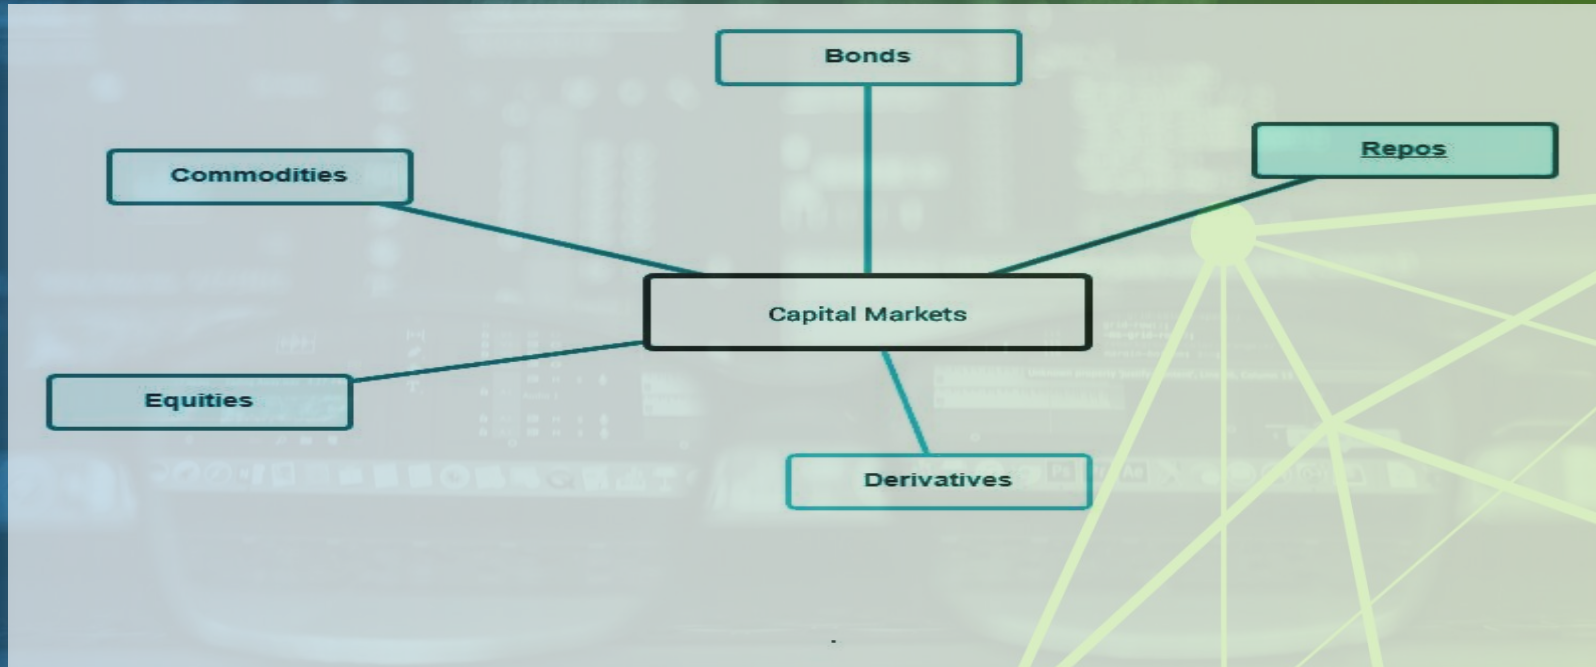 Bonds
Repos
Commodities
Capital Markets
Equities
Derivatives